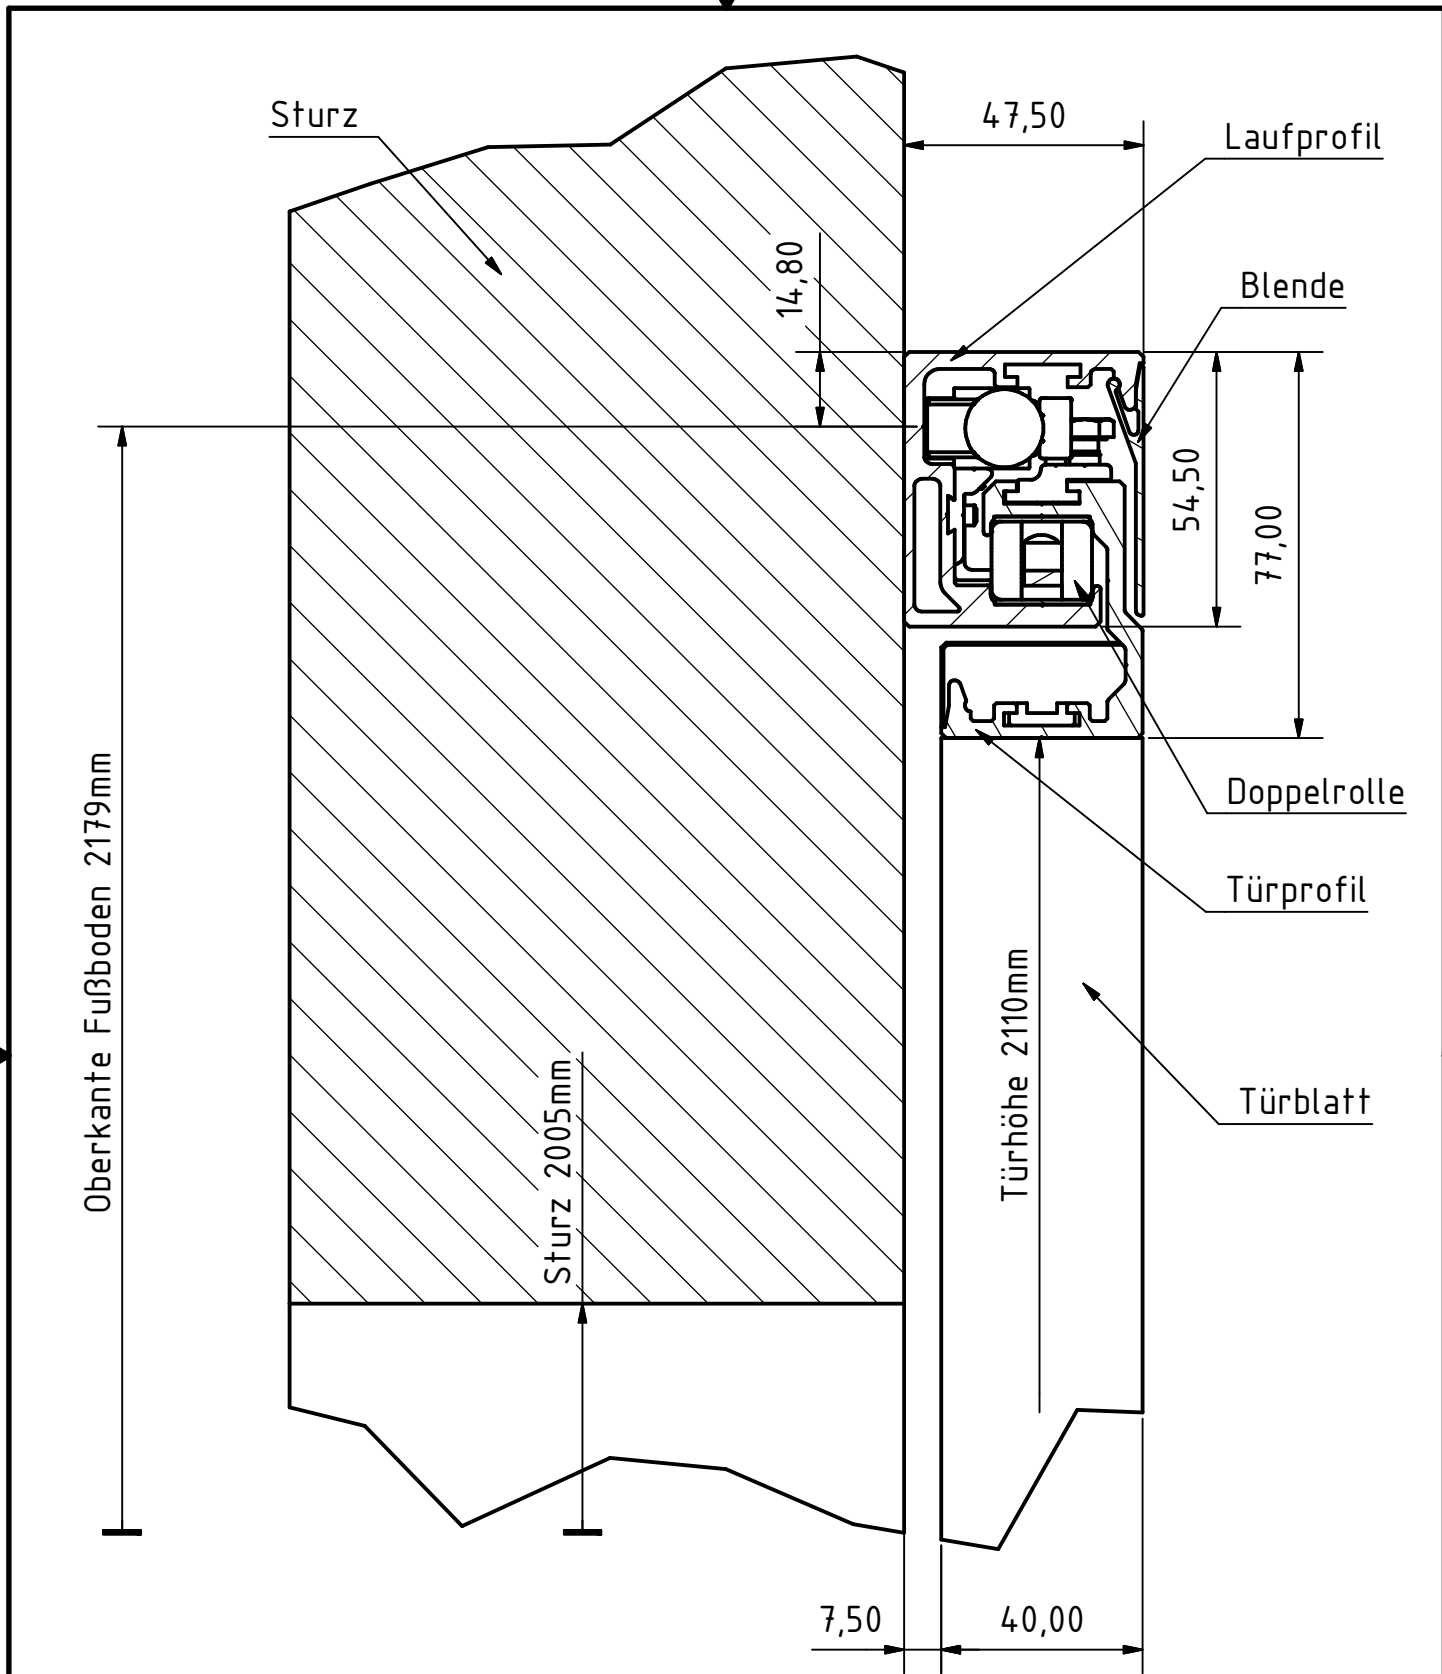 Sturz
47,50
Laufprofil
14,80
Blende
54,50
77,00
Doppelrolle
Türprofil
Oberkante Fußboden 2179mm
Türhöhe 2110mm
Sturz 2005mm
Türblatt
7,50
40,00